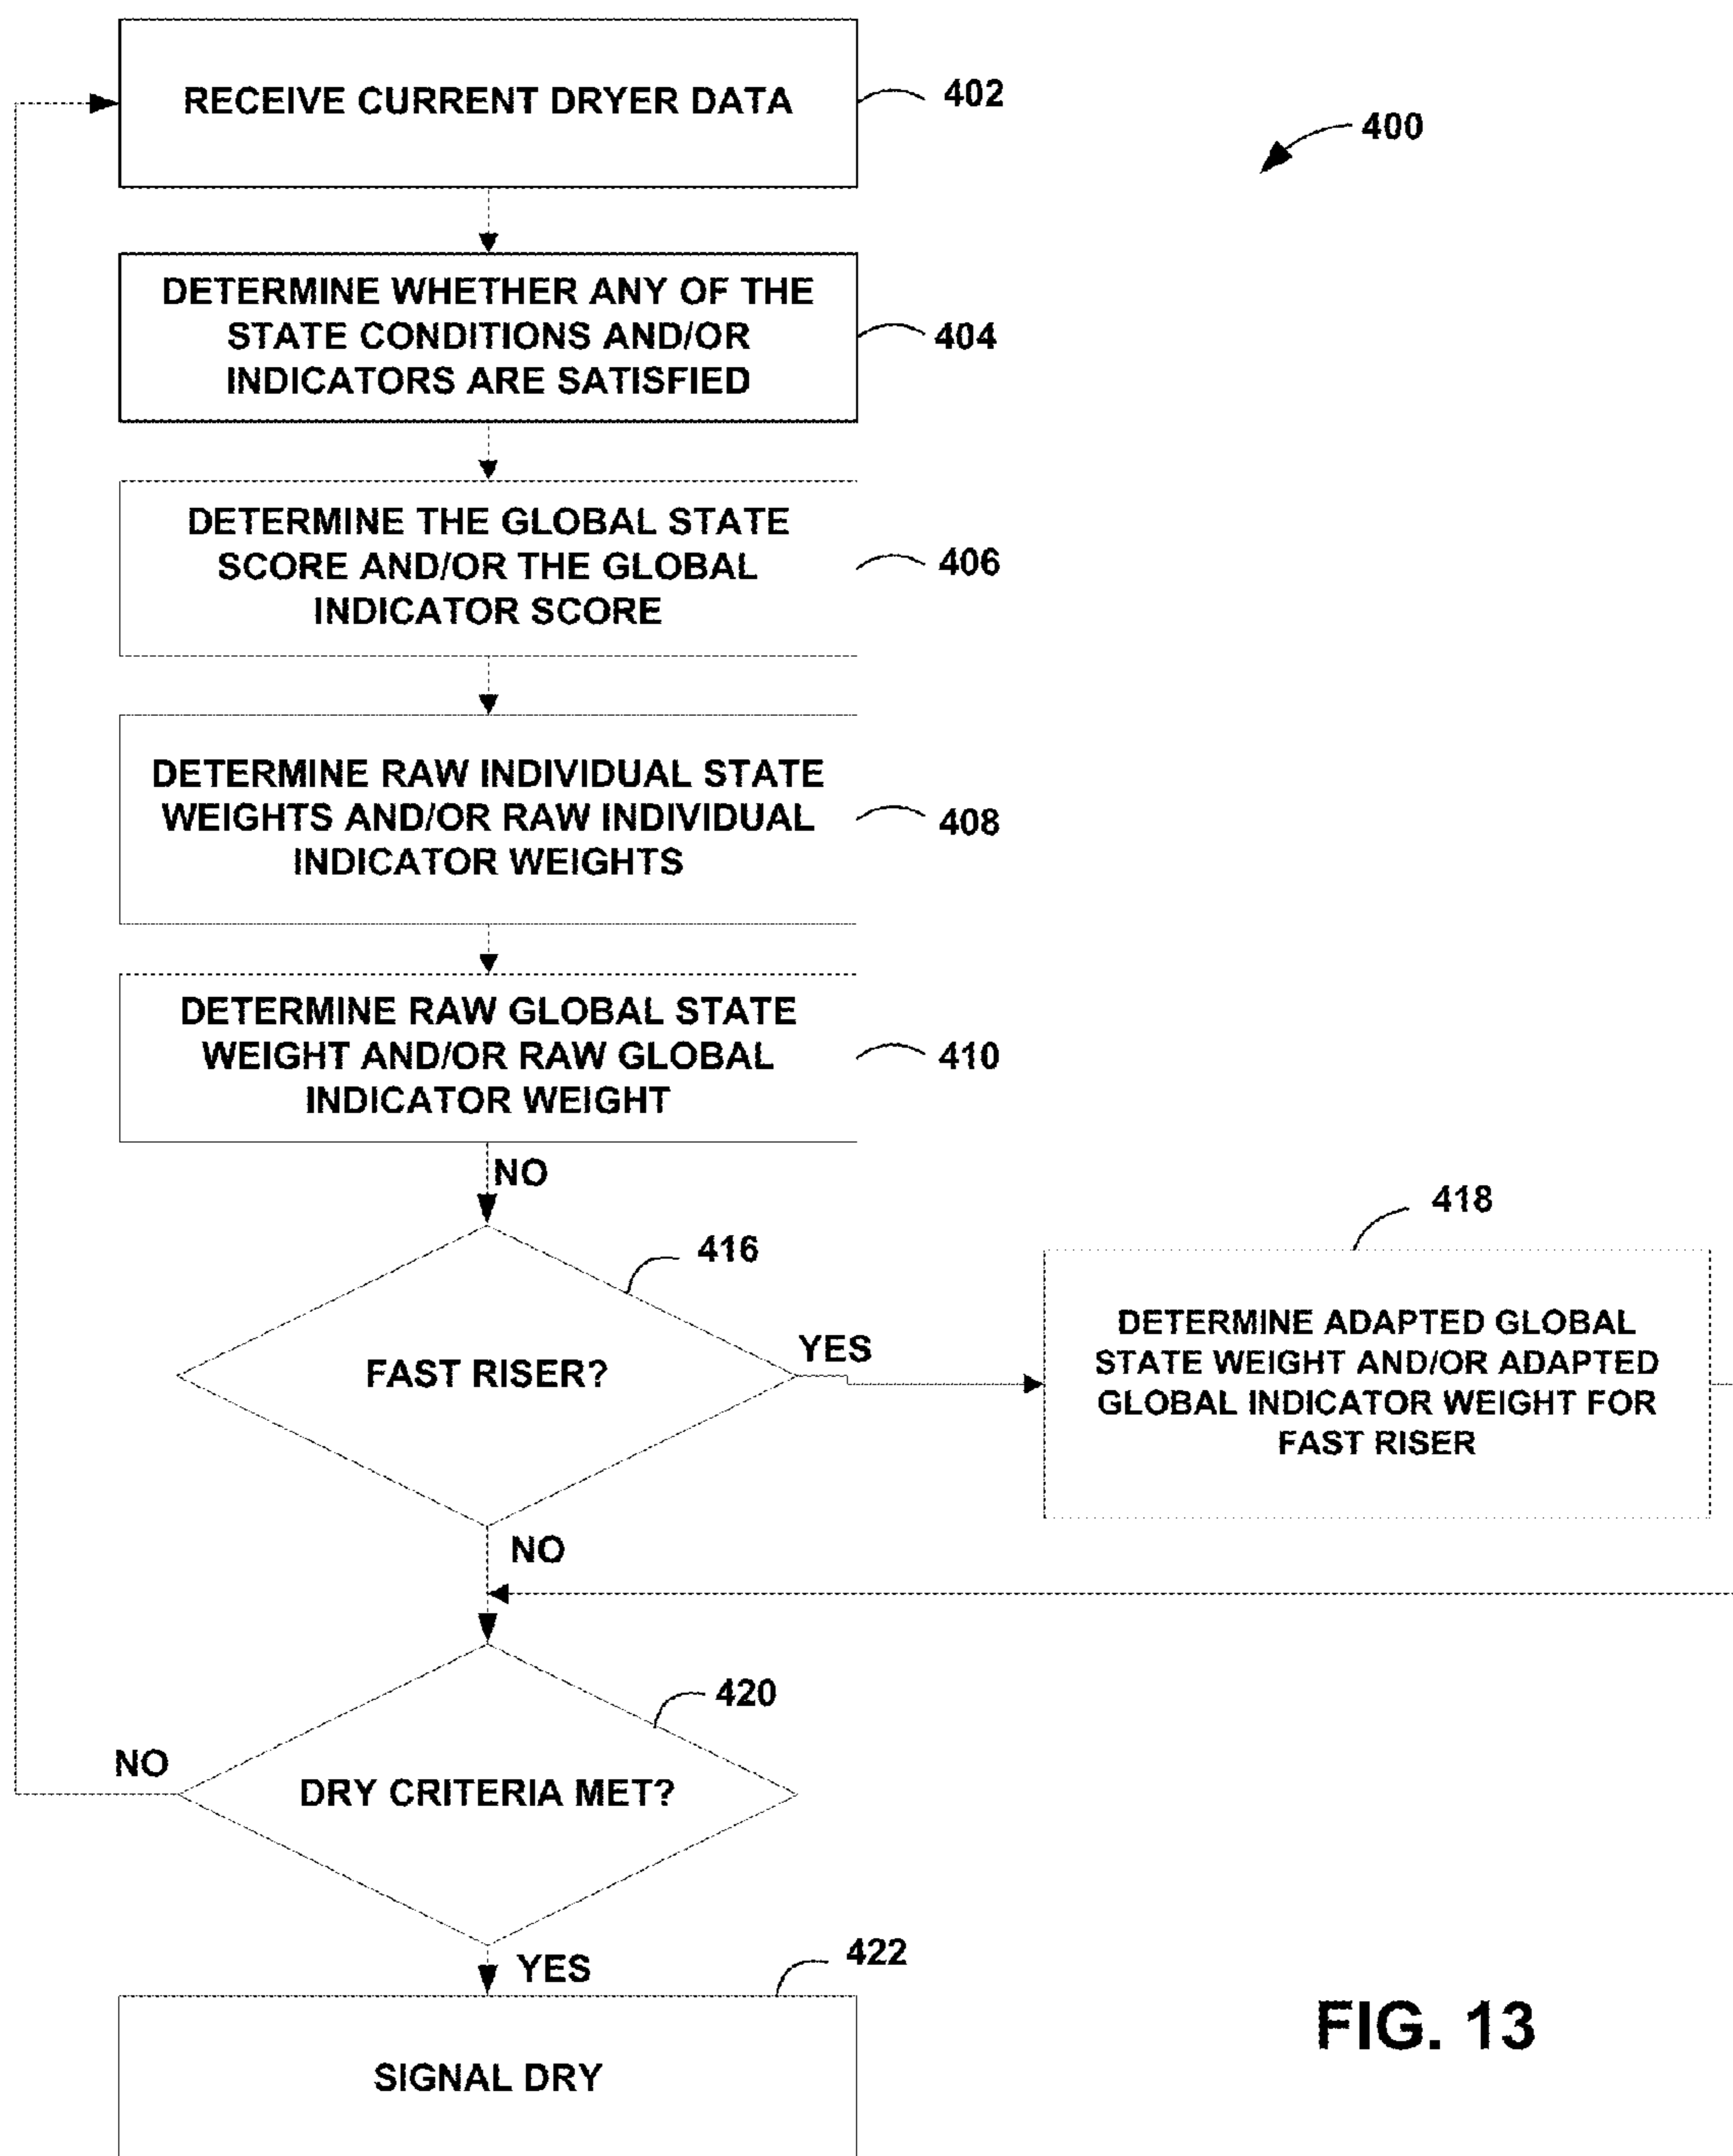 RECEIVE CURRENT DRYER DATA
402
400
DETERMINE WHETHER ANY OF THE
STATE CONDITIONS AND/OR
INDICATORS ARE SATISFIED
404
DETERMINE THE GLOBAL STATE
SCORE AND/OR THE GLOBAL
INDICATOR SCORE
406
DETERMINE RAW INDIVIDUAL STATE
WEIGHTS AND/OR RAW INDIVIDUAL
INDICATOR WEIGHTS
408
DETERMINE RAW GLOBAL STATE
WEIGHT AND/OR RAW GLOBAL
INDICATOR WEIGHT
410
NO
416
FAST RISER?
YES
418
DETERMINE ADAPTED GLOBAL
STATE WEIGHT AND/OR ADAPTED
GLOBAL INDICATOR WEIGHT FOR
FAST RISER
NO
420
DRY CRITERIA MET?
NO
YES
422
SIGNAL DRY
FIG. 13